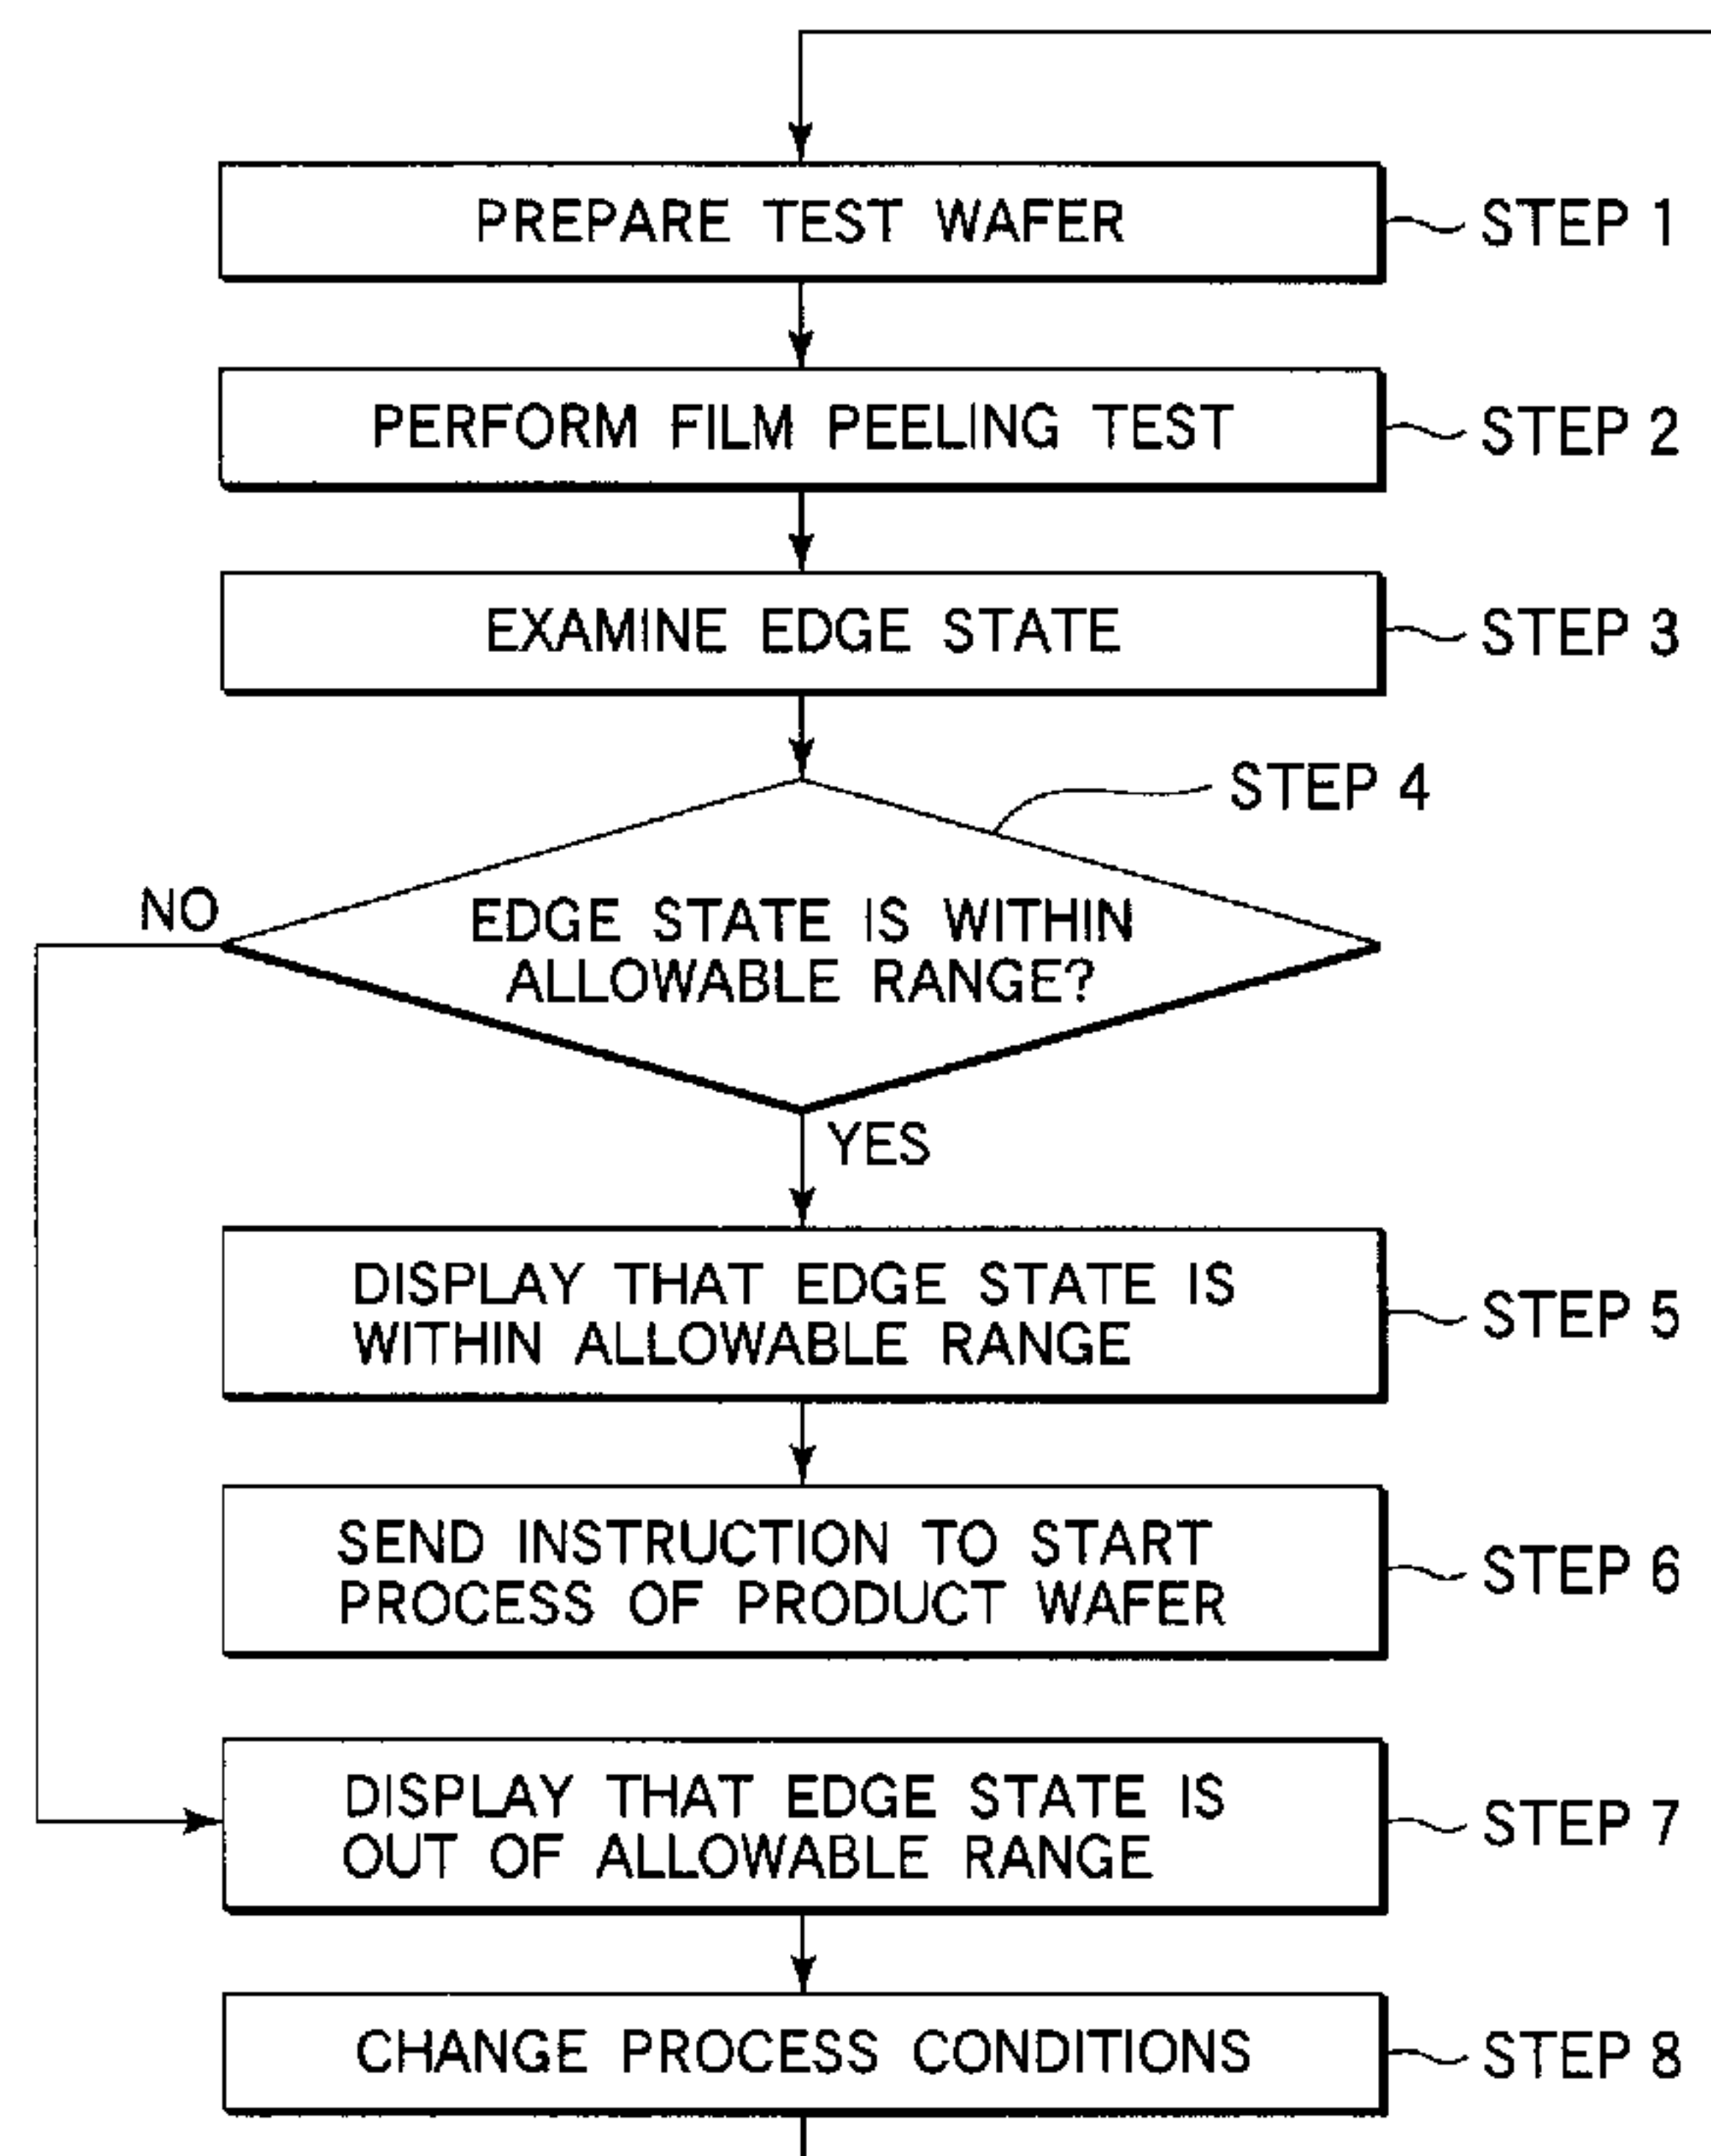 PREPARE TEST WAFER
STEP 1
PERFORM FILM PEELING TEST
STEP 2
EXAMINE EDGE STATE
STEP 3
STEP 4
NO
EDGE STATE IS WITHIN
ALLOWABLE RANGE?
YES
DISPLAY THAT EDGE STATE IS
WITHIN ALLOWABLE RANGE
STEP 5
SEND INSTRUCTION TO START
PROCESS OF PRODUCT WAFER
STEP 6
DISPLAY THAT EDGE STATE IS
OUT OF ALLOWABLE RANGE
STEP 7
CHANGE PROCESS CONDITIONS
STEP 8